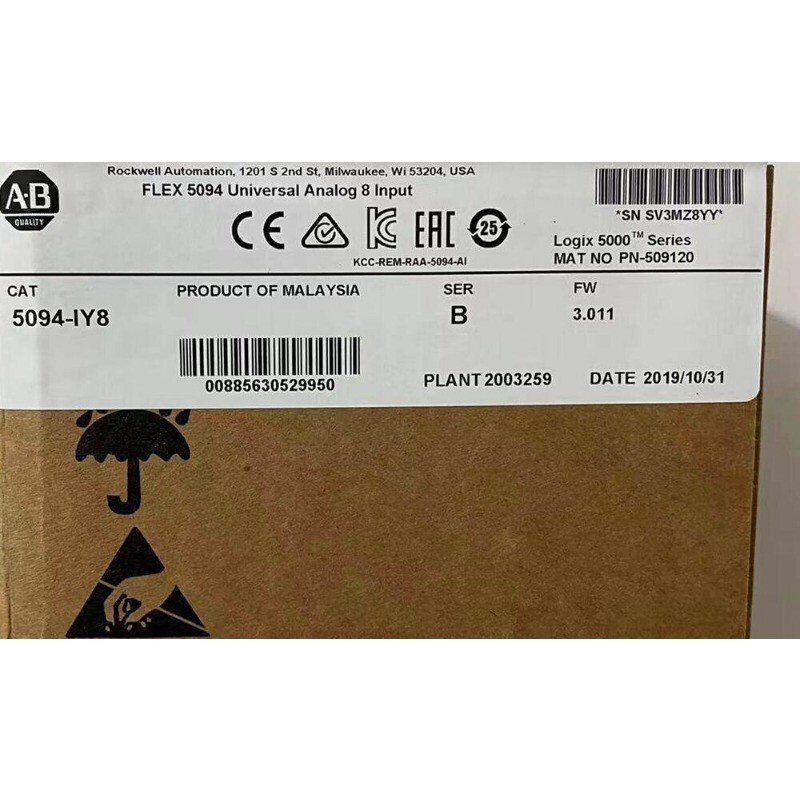 Rockwell Automation, 1201 S 2nd St, Milwaukee, Wi 53204, USA
A·B
QUALITY
FLEX 5094 Universal Analog 8 Input
CE
EAC
25
KCC-REM-RAA-5094-AI
*SN SV3MZ8YY*
Logix 5000™ Series
MAT NO PN-509120
CAT
5094-IY8
PRODUCT OF MALAYSIA
SER
B
FW
3.011
00885630529950
PLANT 2003259
DATE 2019/10/31